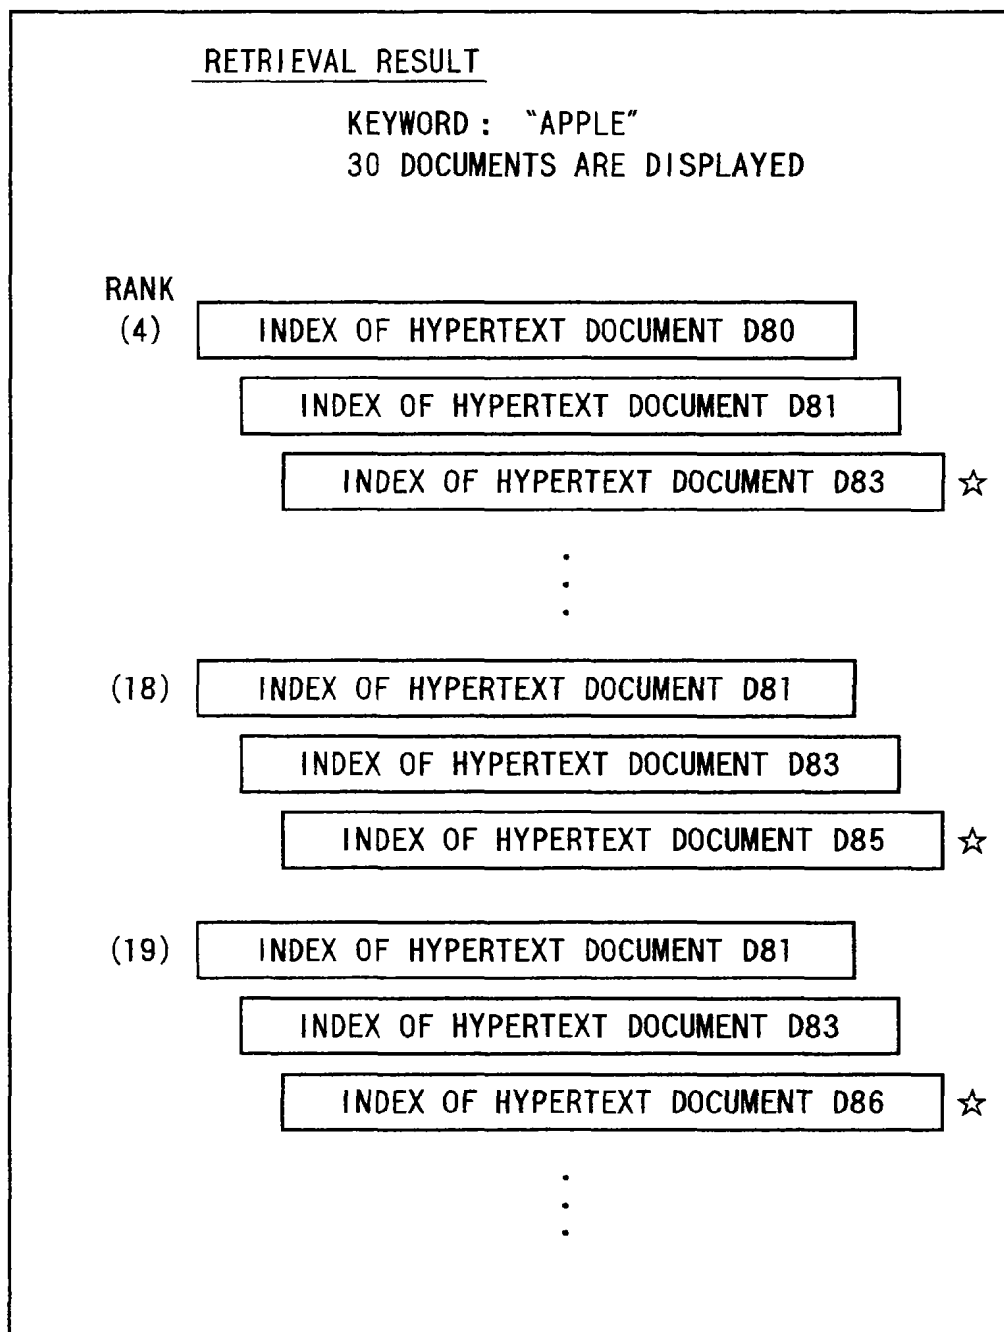 RETRIEVAL RESULT
KEYWORD : "APPLE"
30 DOCUMENTS ARE DISPLAYED
RANK
(4) INDEX OF HYPERTEXT DOCUMENT D80
INDEX OF HYPERTEXT DOCUMENT D81
INDEX OF HYPERTEXT DOCUMENT D83 ☆
(18) INDEX OF HYPERTEXT DOCUMENT D81
INDEX OF HYPERTEXT DOCUMENT D83
INDEX OF HYPERTEXT DOCUMENT D85 ☆
(19) INDEX OF HYPERTEXT DOCUMENT D81
INDEX OF HYPERTEXT DOCUMENT D83
INDEX OF HYPERTEXT DOCUMENT D86 ☆